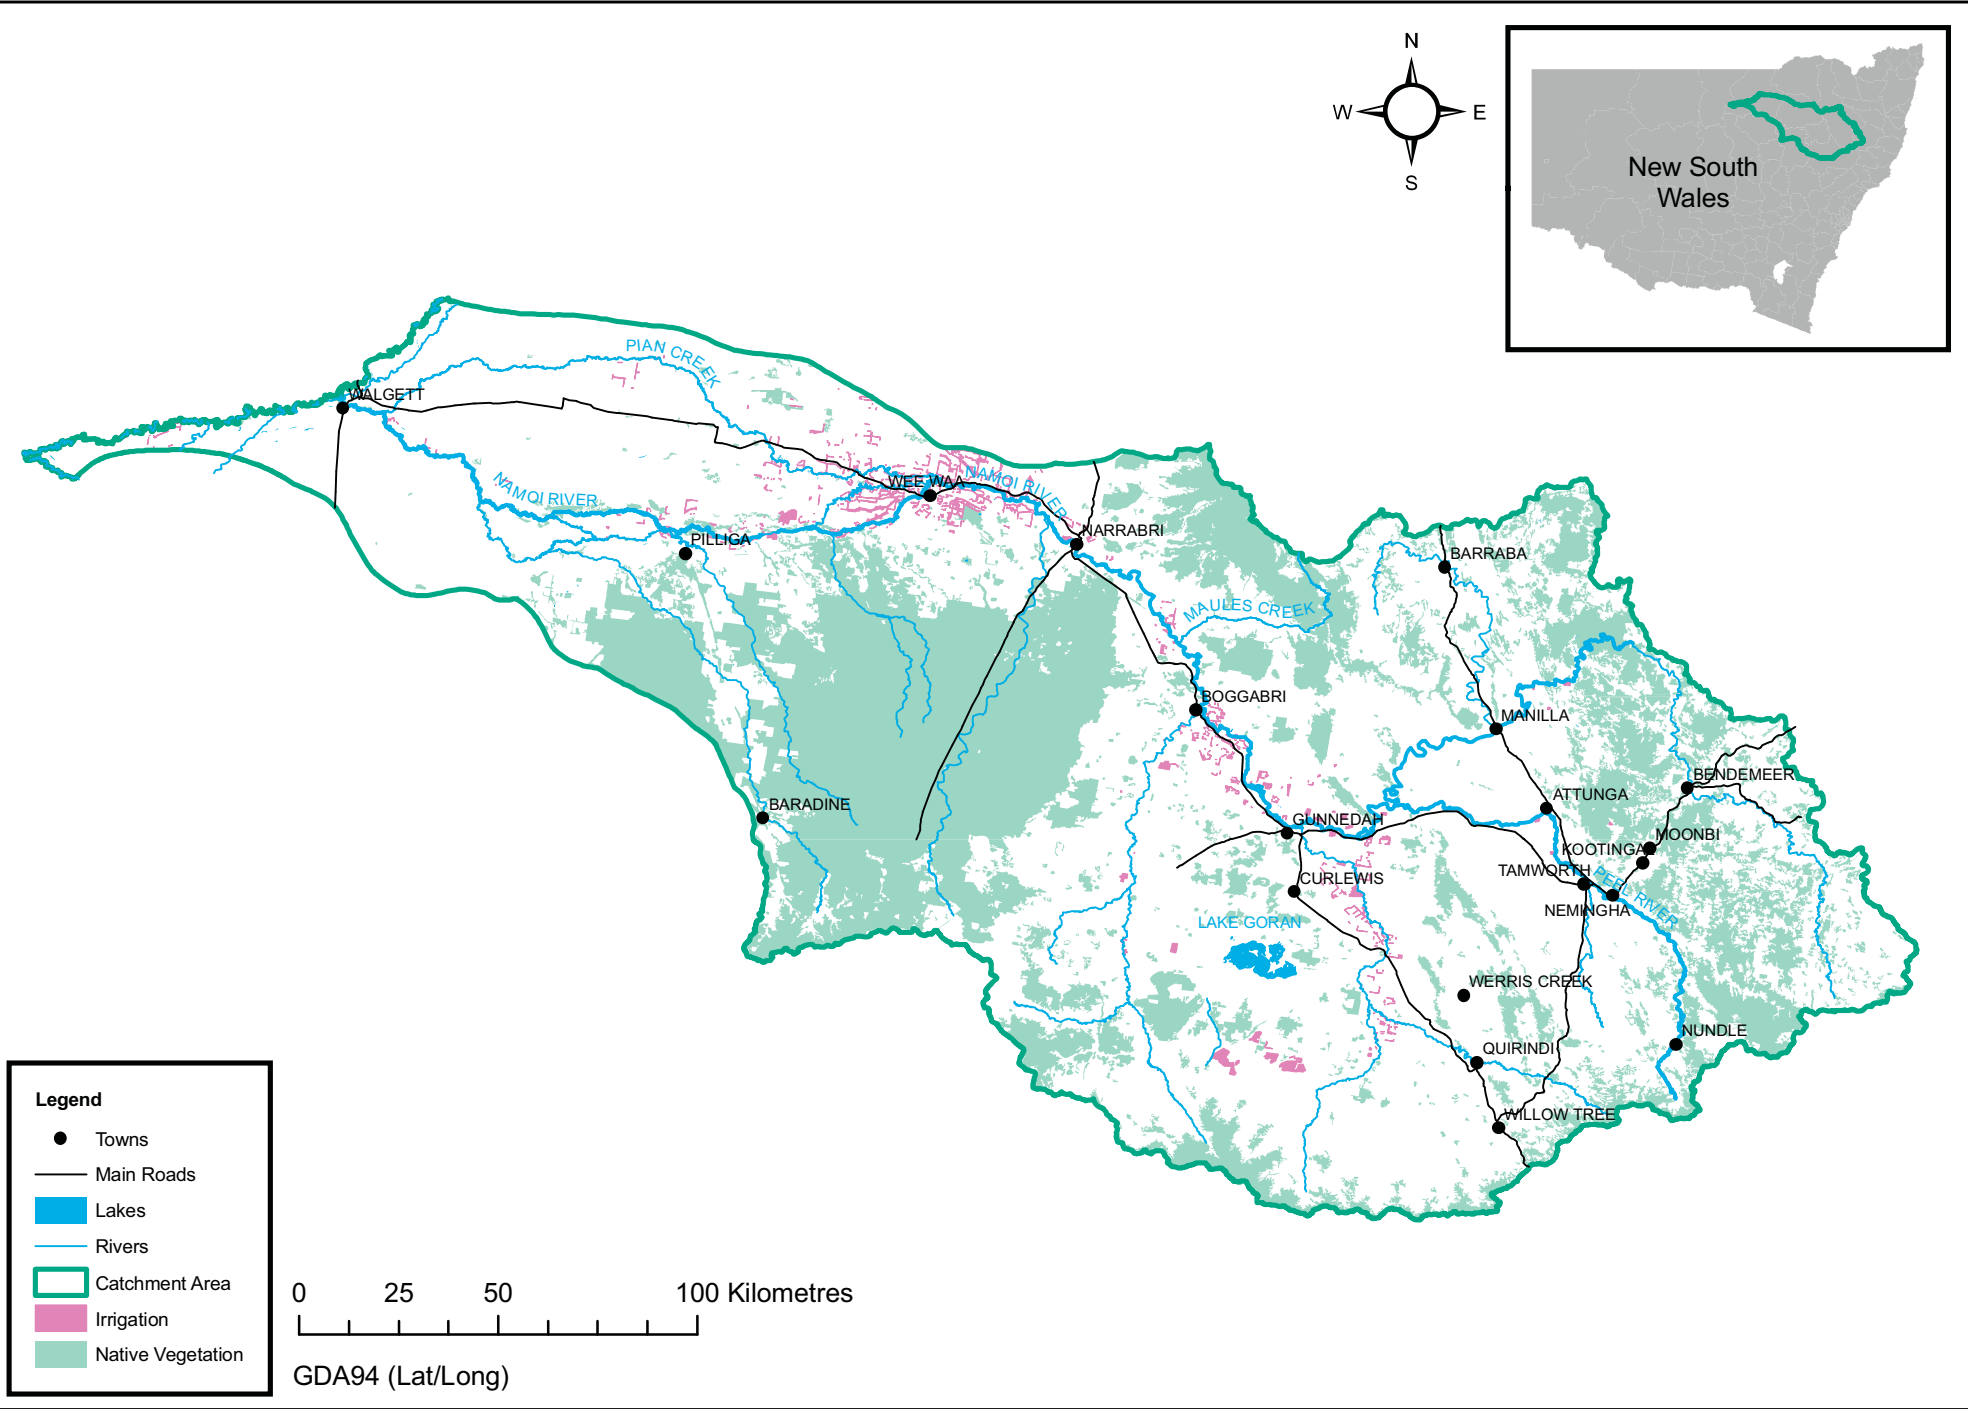 N
W
E
S
New South
Wales
PIAN CREEK
WALGETT
NAMOI RIVER
WEE WAA
NAMOI RIVER
NARRABRI
PILLIGA
BARRABA
MAULES CREEK
BOGGABRI
MANILLA
BENDEMEER
ATTUNGA
BARADINE
GUNNEDAH
MOONBI
KOOTINGAL
TAMWORTH
PEEL RIVER
CURLEWIS
NEMINGHA
LAKE GORAN
WERRIS CREEK
NUNDLE
QUIRINDI
WILLOW TREE
Legend
Towns
Main Roads
Lakes
Rivers
Catchment Area
Irrigation
Native Vegetation
0 25 50 100 Kilometres
GDA94 (Lat/Long)